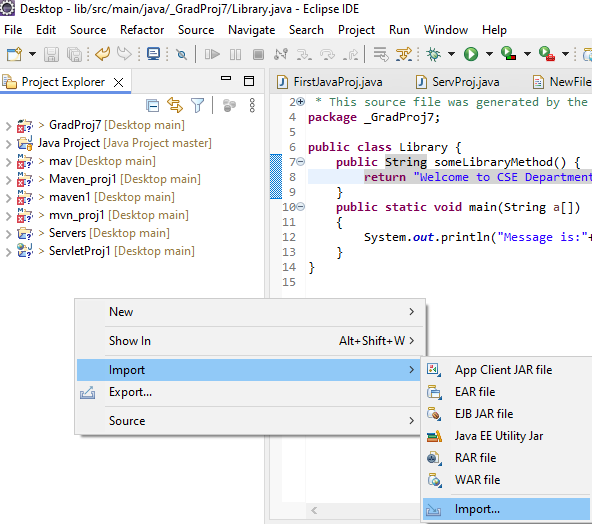 Desktop - lib/src/main/java/_GradProj7/Library.java - Eclipse IDE
File Edit Source Refactor Source Navigate Search Project Run Window Help
Project Explorer
FirstJavaProj.java ServProj.java NewFile
> GradProj7 [Desktop main]
Java Project [Java Project master]
> mav [Desktop main]
> Maven_proj1 [Desktop main]
> maven1 [Desktop main]
> mvn_proj1 [Desktop main]
> Servers [Desktop main]
> ServletProj1 [Desktop main]
2 * This source file was generated by the
4 package _GradProj7;
5
6 public class Library {
7 public String someLibraryMethod() {
8 return "Welcome to CSE Department
9 }
10 public static void main(String a[])
11 {
12 System.out.println("Message is:"+
13 }
14 }
15
New
Show In Alt+Shift+W
Import
Export...
Source
App Client JAR file
EAR file
EJB JAR file
Java EE Utility Jar
RAR file
WAR file
Import...